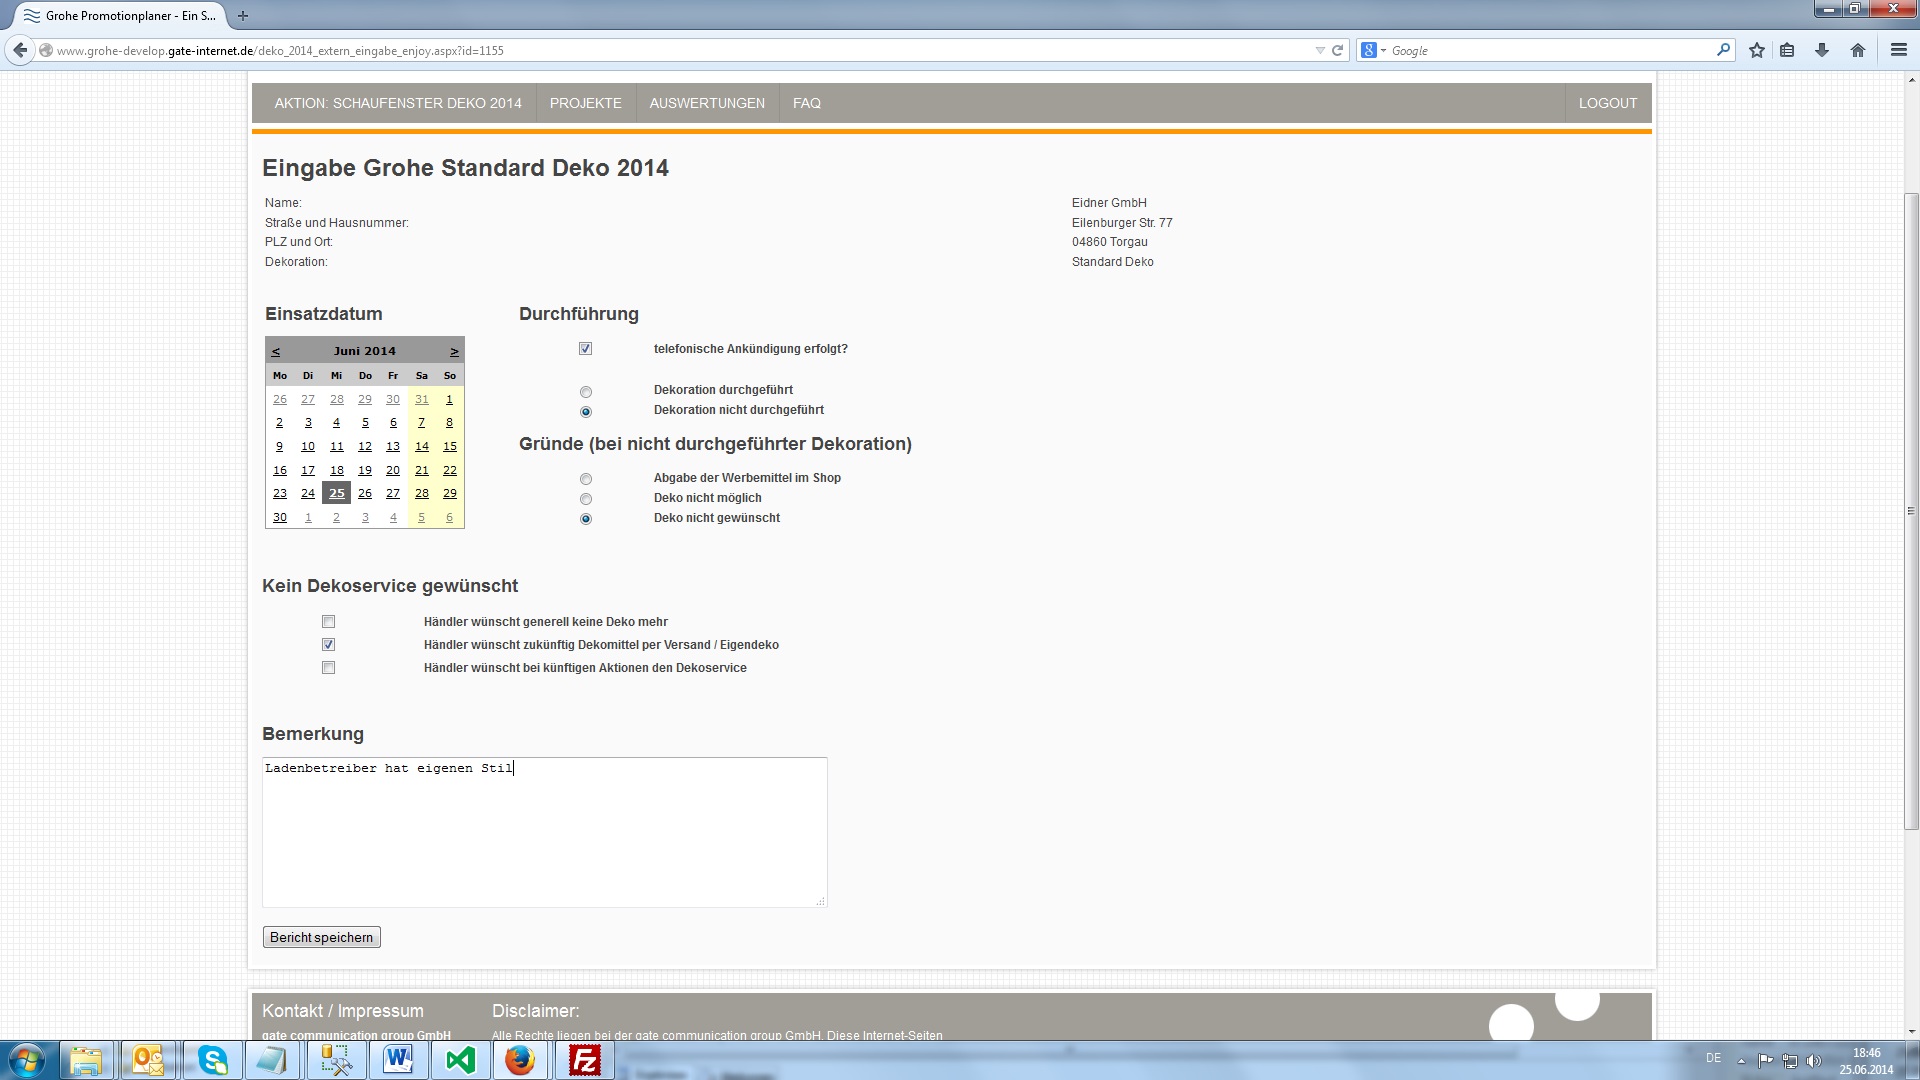 Grohe Promotionplaner - Ein S...
www.grohe-develop.gate-internet.de/deko_2014_extern_eingabe_enjoy.aspx?id=1155
Google
AKTION: SCHAUFENSTER DEKO 2014 PROJEKTE AUSWERTUNGEN FAQ LOGOUT
Eingabe Grohe Standard Deko 2014
Name: Eidner GmbH
Straße und Hausnummer: Eilenburger Str. 77
PLZ und Ort: 04860 Torgau
Dekoration: Standard Deko
Einsatzdatum
< Juni 2014 >
Mo Di Mi Do Fr Sa So
26 27 28 29 30 31 1
2 3 4 5 6 7 8
9 10 11 12 13 14 15
16 17 18 19 20 21 22
23 24 25 26 27 28 29
30 1 2 3 4 5 6
Durchführung
telefonische Ankündigung erfolgt?
Dekoration durchgeführt
Dekoration nicht durchgeführt
Gründe (bei nicht durchgeführter Dekoration)
Abgabe der Werbemittel im Shop
Deko nicht möglich
Deko nicht gewünscht
Kein Dekoservice gewünscht
Händler wünscht generell keine Deko mehr
Händler wünscht zukünftig Dekomittel per Versand / Eigendeko
Händler wünscht bei künftigen Aktionen den Dekoservice
Bemerkung
Ladenbetreiber hat eigenen Stil
Bericht speichern
Kontakt / Impressum Disclaimer:
gate communication group GmbH Alle Rechte liegen bei der gate communication group GmbH. Diese Internet-Seiten
DE 18:46
25.06.2014